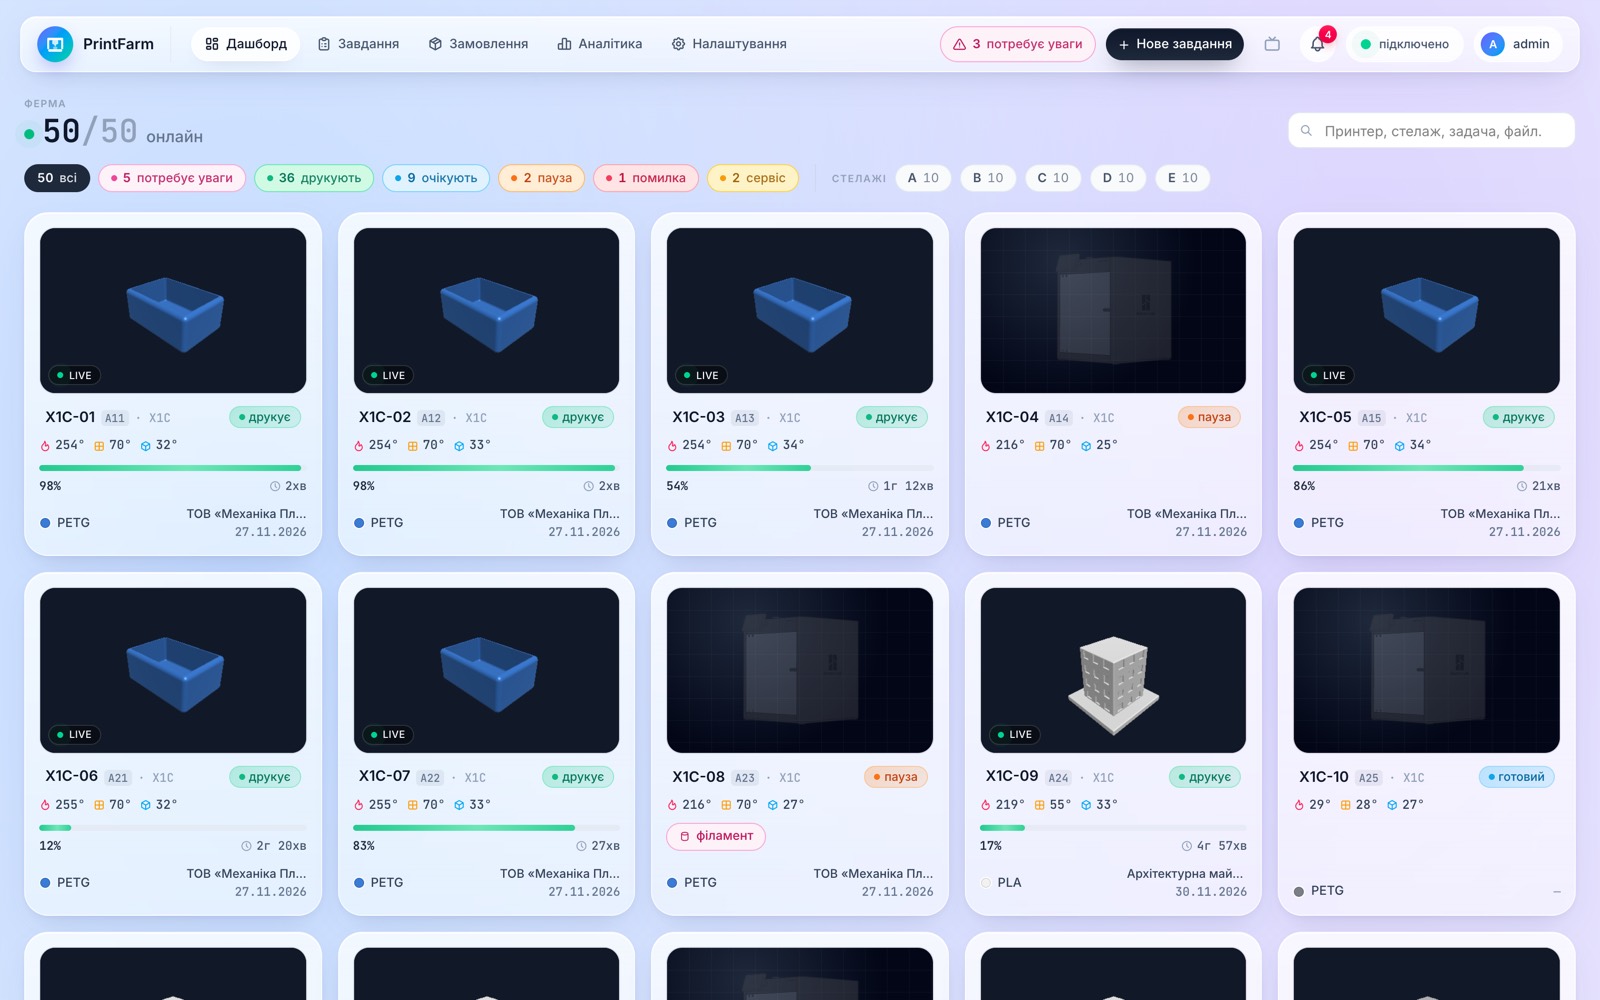 PrintFarm
Дашборд
Завдання
Замовлення
Аналітика
Налаштування
3 потребує уваги
+ Нове завдання
4
підключено
A admin
ФЕРМА
50/50 онлайн
Принтер, стелаж, задача, файл.
50 всі
5 потребує уваги
36 друкують
9 очікують
2 пауза
1 помилка
2 сервіс
СТЕЛАЖІ
A 10
B 10
C 10
D 10
E 10
LIVE
X1C-01 A11 · X1C друкує
254° 70° 32°
98% 2хв
PETG ТОВ «Механіка Пл…
27.11.2026
LIVE
X1C-02 A12 · X1C друкує
254° 70° 33°
98% 2хв
PETG ТОВ «Механіка Пл…
27.11.2026
LIVE
X1C-03 A13 · X1C друкує
254° 70° 34°
54% 1г 12хв
PETG ТОВ «Механіка Пл…
27.11.2026
X1C-04 A14 · X1C пауза
216° 70° 25°
PETG ТОВ «Механіка Пл…
27.11.2026
LIVE
X1C-05 A15 · X1C друкує
254° 70° 34°
86% 21хв
PETG ТОВ «Механіка Пл…
27.11.2026
LIVE
X1C-06 A21 · X1C друкує
255° 70° 32°
12% 2г 20хв
PETG ТОВ «Механіка Пл…
27.11.2026
LIVE
X1C-07 A22 · X1C друкує
255° 70° 33°
83% 27хв
PETG ТОВ «Механіка Пл…
27.11.2026
X1C-08 A23 · X1C пауза
216° 70° 27°
філамент
PETG ТОВ «Механіка Пл…
27.11.2026
LIVE
X1C-09 A24 · X1C друкує
219° 55° 33°
17% 4г 57хв
PLA Архітектурна май…
30.11.2026
X1C-10 A25 · X1C готовий
29° 28° 27°
PETG —